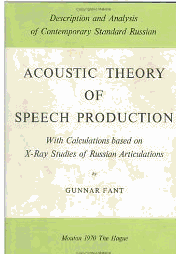 Description and Analysis
of Contemporary Standard Russian
ACOUSTIC THEORY
OF
SPEECH PRODUCTION
With Calculations based on
X-Ray Studies of Russian Articulations
by
GUNNAR FANT
Mouton 1970 The Hague